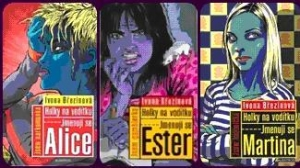 Ivona Březinová
Holky na vodítku
Jmenuji se
Alice
Ivona Březinová
Holky na vodítku
Jmenuji se
Ester
Ivona Březinová
Holky na vodítku
Jmenuji se
Martina